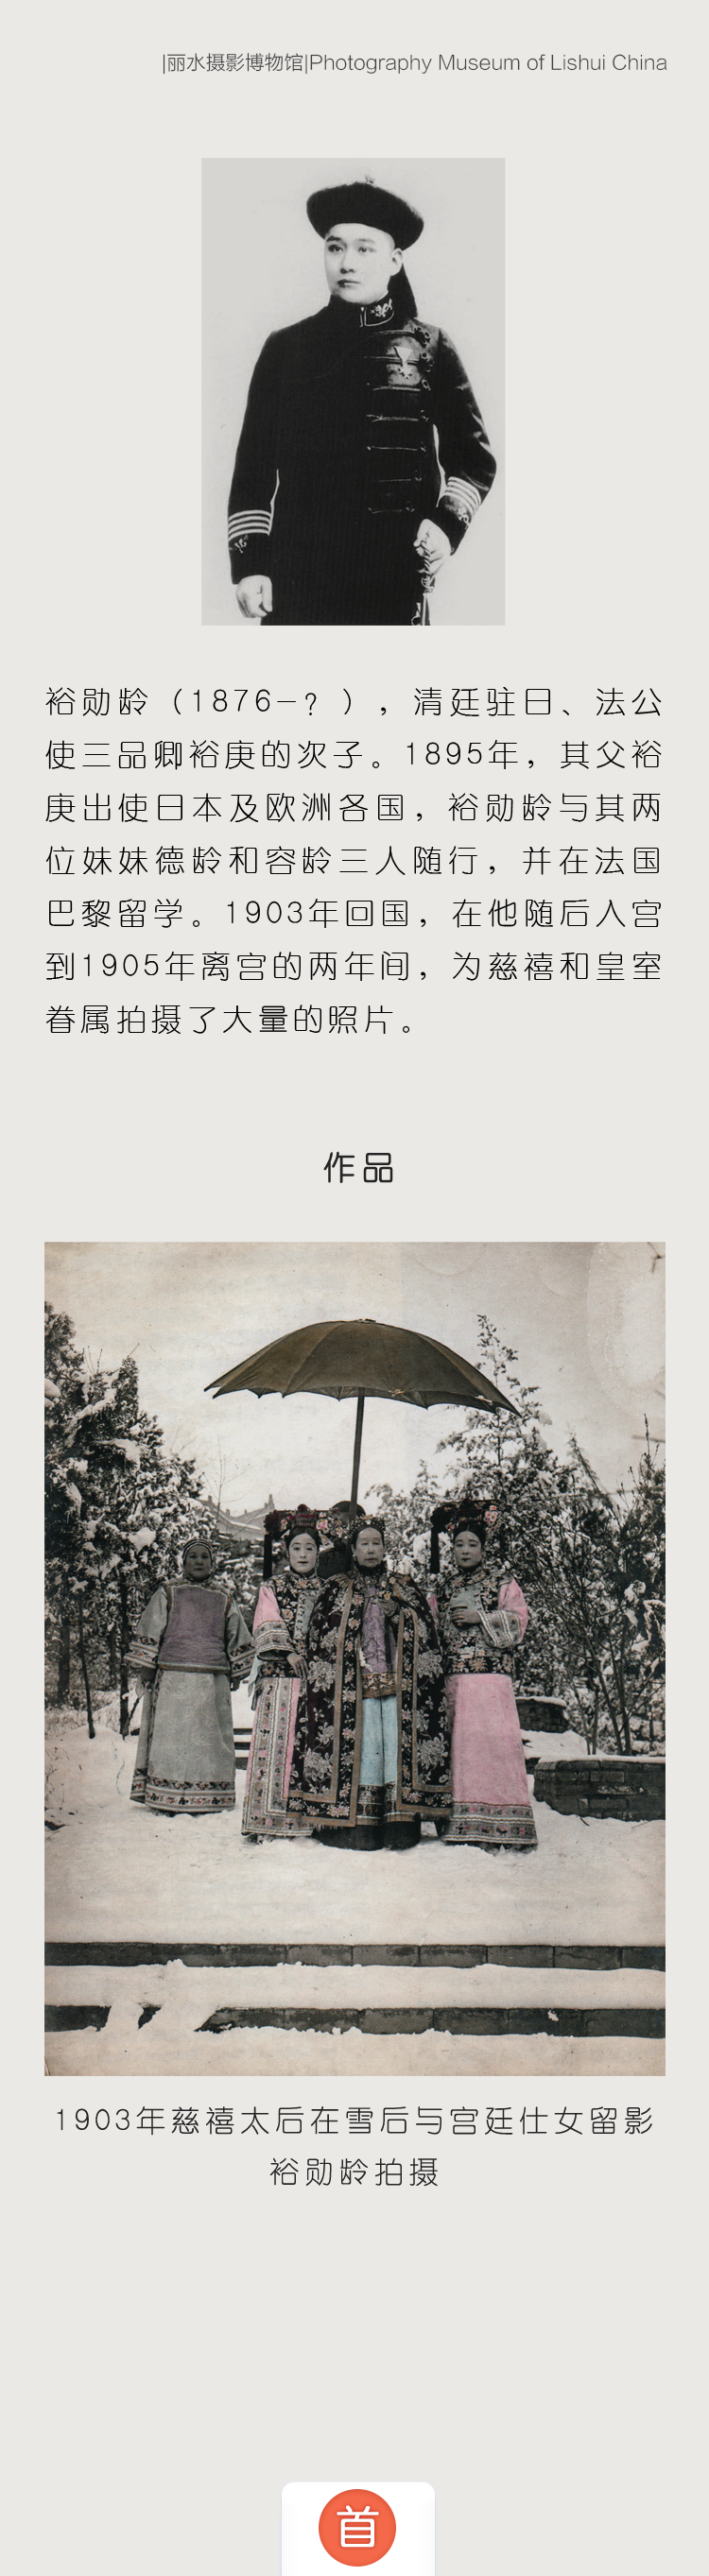 |丽水摄影博物馆|Photography Museum of Lishui China
裕勋龄（1876—？），清廷驻日、法公
使三品卿裕庚的次子。1895年，其父裕
庚出使日本及欧洲各国，裕勋龄与其两
位妹妹德龄和容龄三人随行，并在法国
巴黎留学。1903年回国，在他随后入宫
到1905年离宫的两年间，为慈禧和皇室
眷属拍摄了大量的照片。
作品
1903年慈禧太后在雪后与宫廷仕女留影
裕勋龄拍摄
首